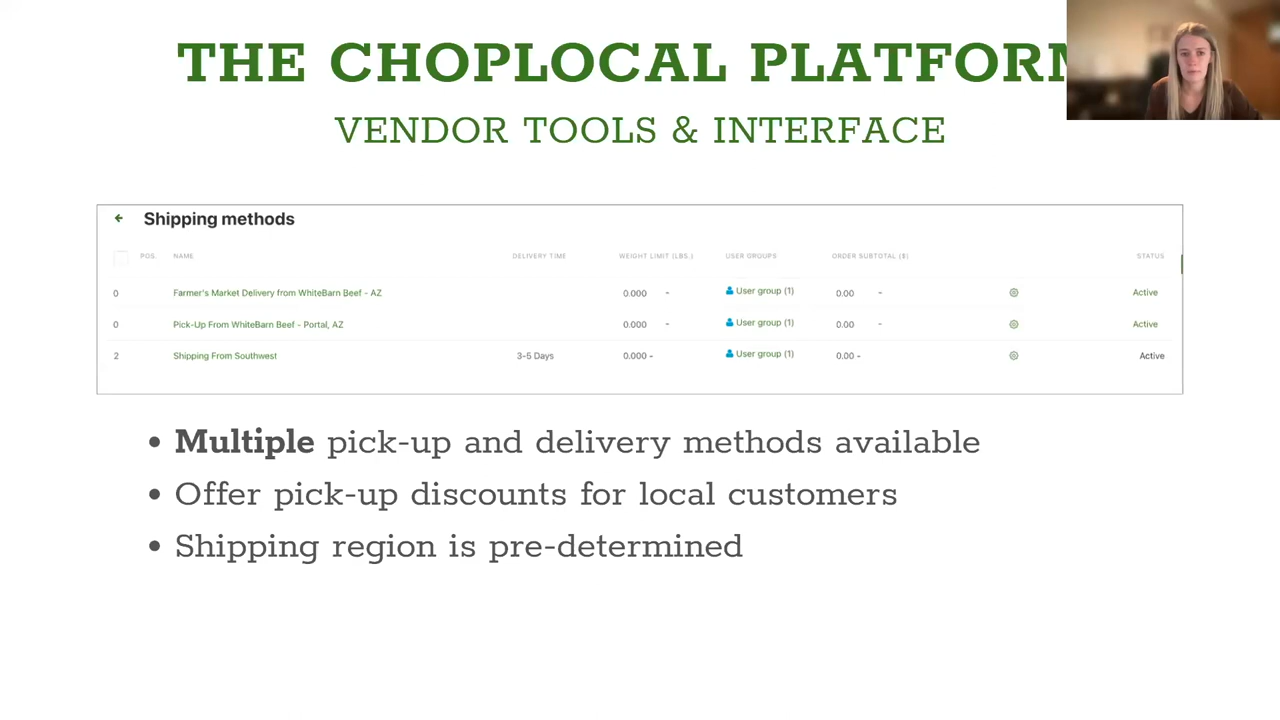 THE CHOPLOCAL PLATFORM
VENDOR TOOLS & INTERFACE
Shipping methods
POS. NAME DELIVERY TIME WEIGHT LIMIT (LBS.) USER GROUPS ORDER SUBTOTAL ($) STATUS
0 Farmer's Market Delivery from WhiteBarn Beef - AZ 0.000 - User group (1) 0.00 - Active
0 Pick-Up From WhiteBarn Beef - Portal, AZ 0.000 - User group (1) 0.00 - Active
2 Shipping From Southwest 3-5 Days 0.000 - User group (1) 0.00 - Active
• Multiple pick-up and delivery methods available
• Offer pick-up discounts for local customers
• Shipping region is pre-determined